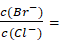 c(Br⁻)/c(Cl⁻) =